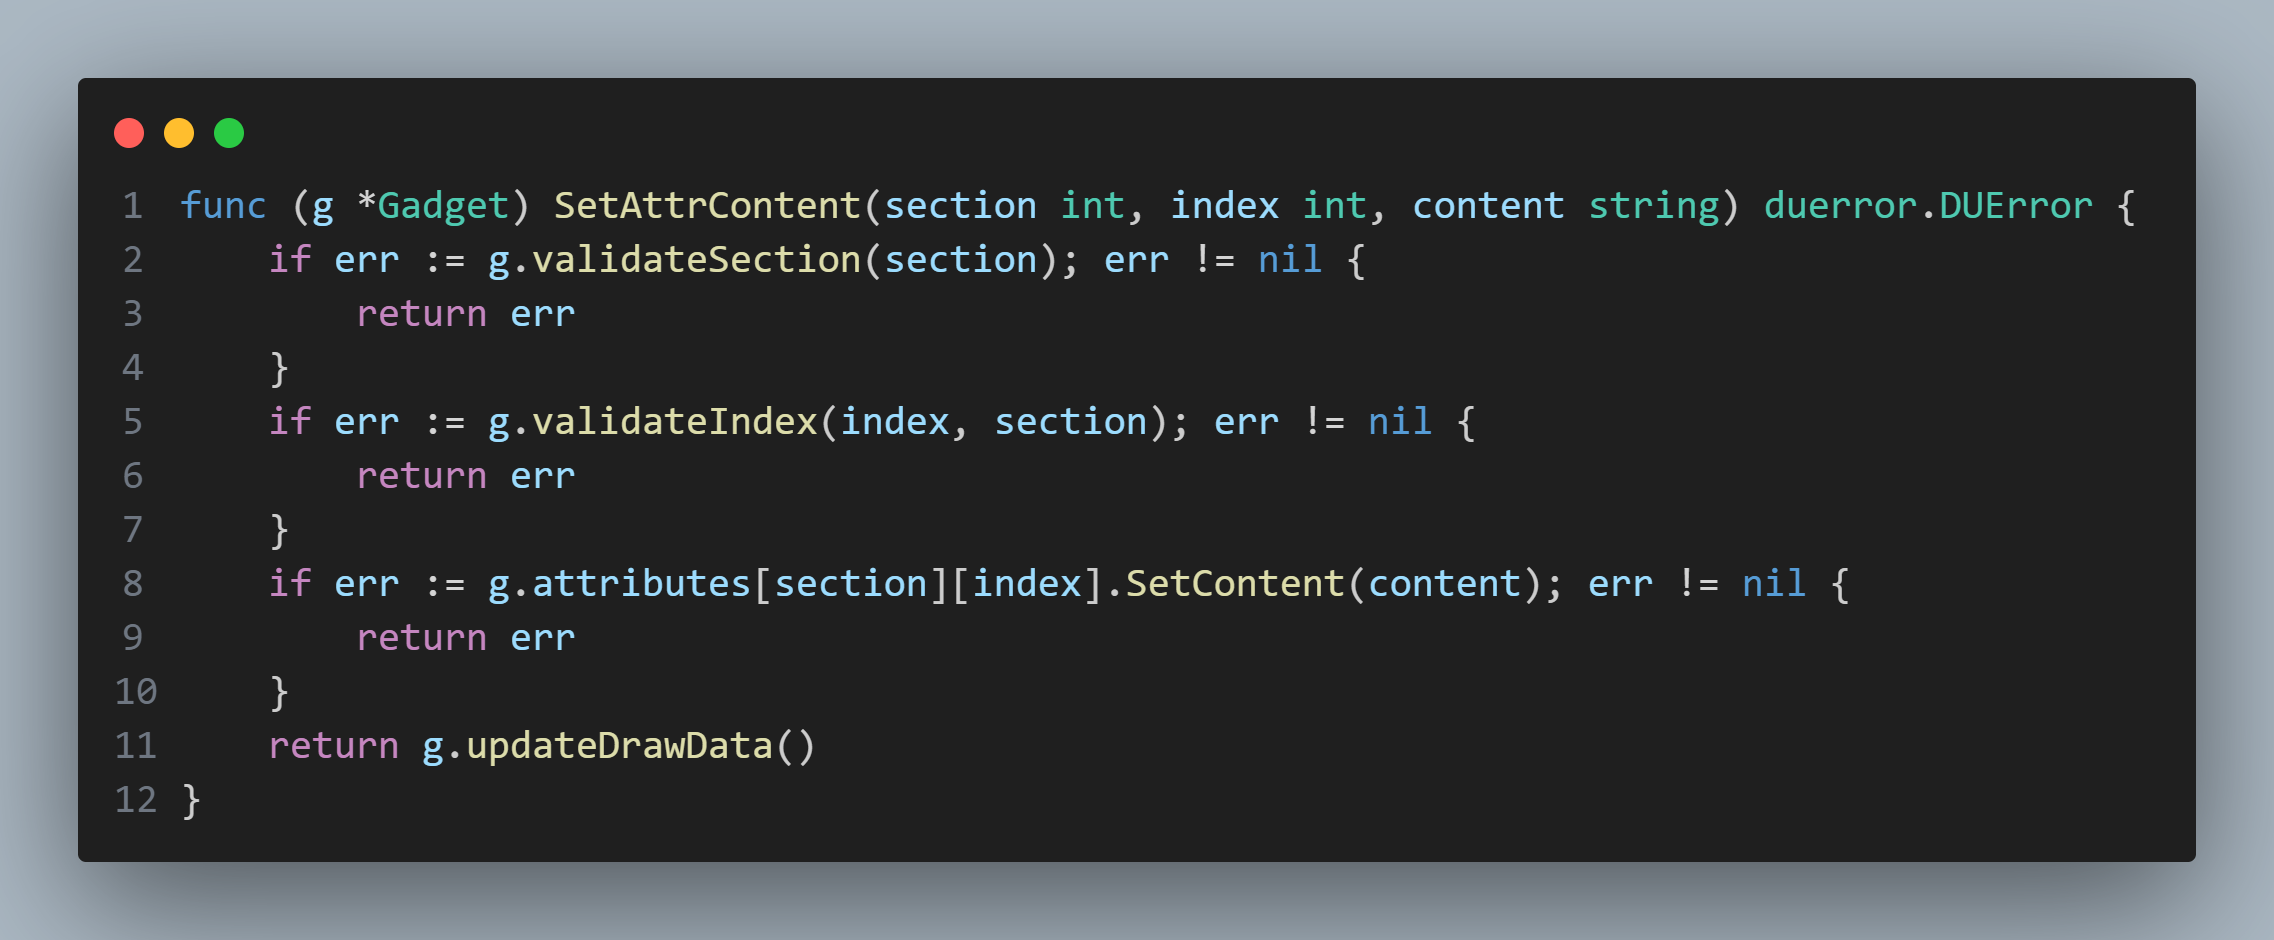 1 func (g *Gadget) SetAttrContent(section int, index int, content string) duerror.DUError {
2     if err := g.validateSection(section); err != nil {
3         return err
4     }
5     if err := g.validateIndex(index, section); err != nil {
6         return err
7     }
8     if err := g.attributes[section][index].SetContent(content); err != nil {
9         return err
10     }
11     return g.updateDrawData()
12 }